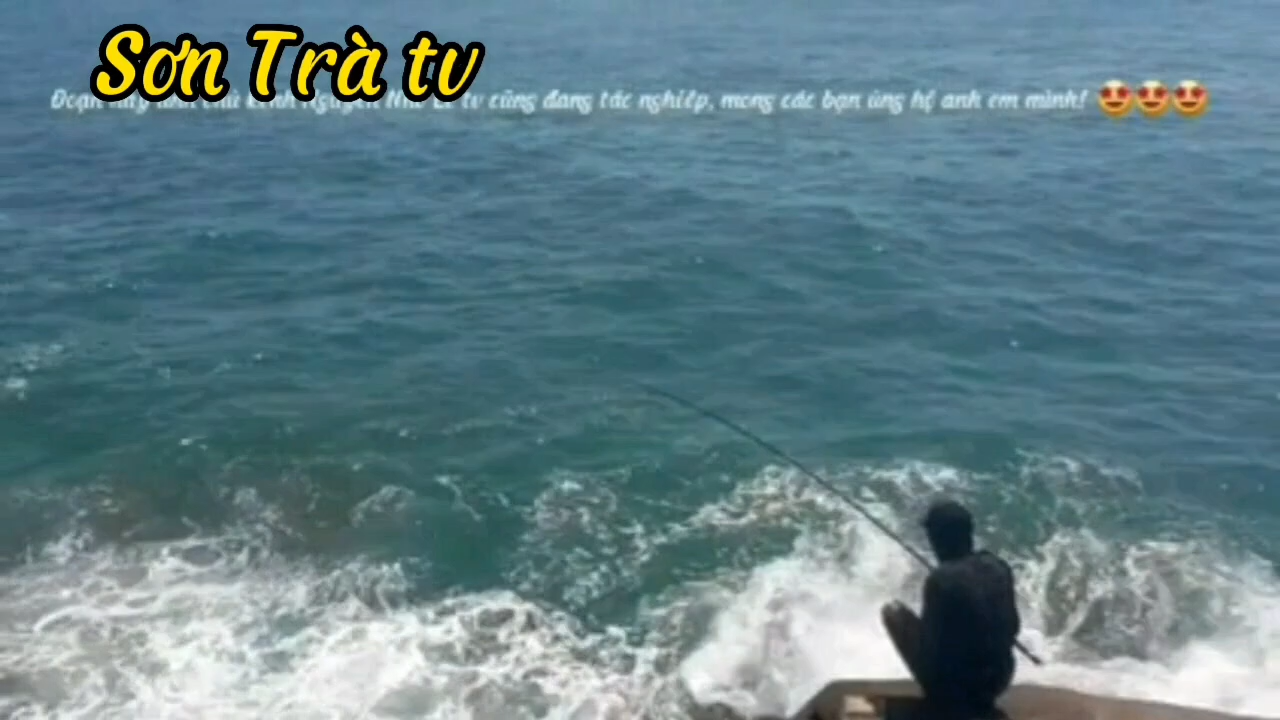 Sơn Trà tv
tv cũng đang tác nghiệp, mong các bạn ủng hộ anh em mình! 🤩🤩🤩